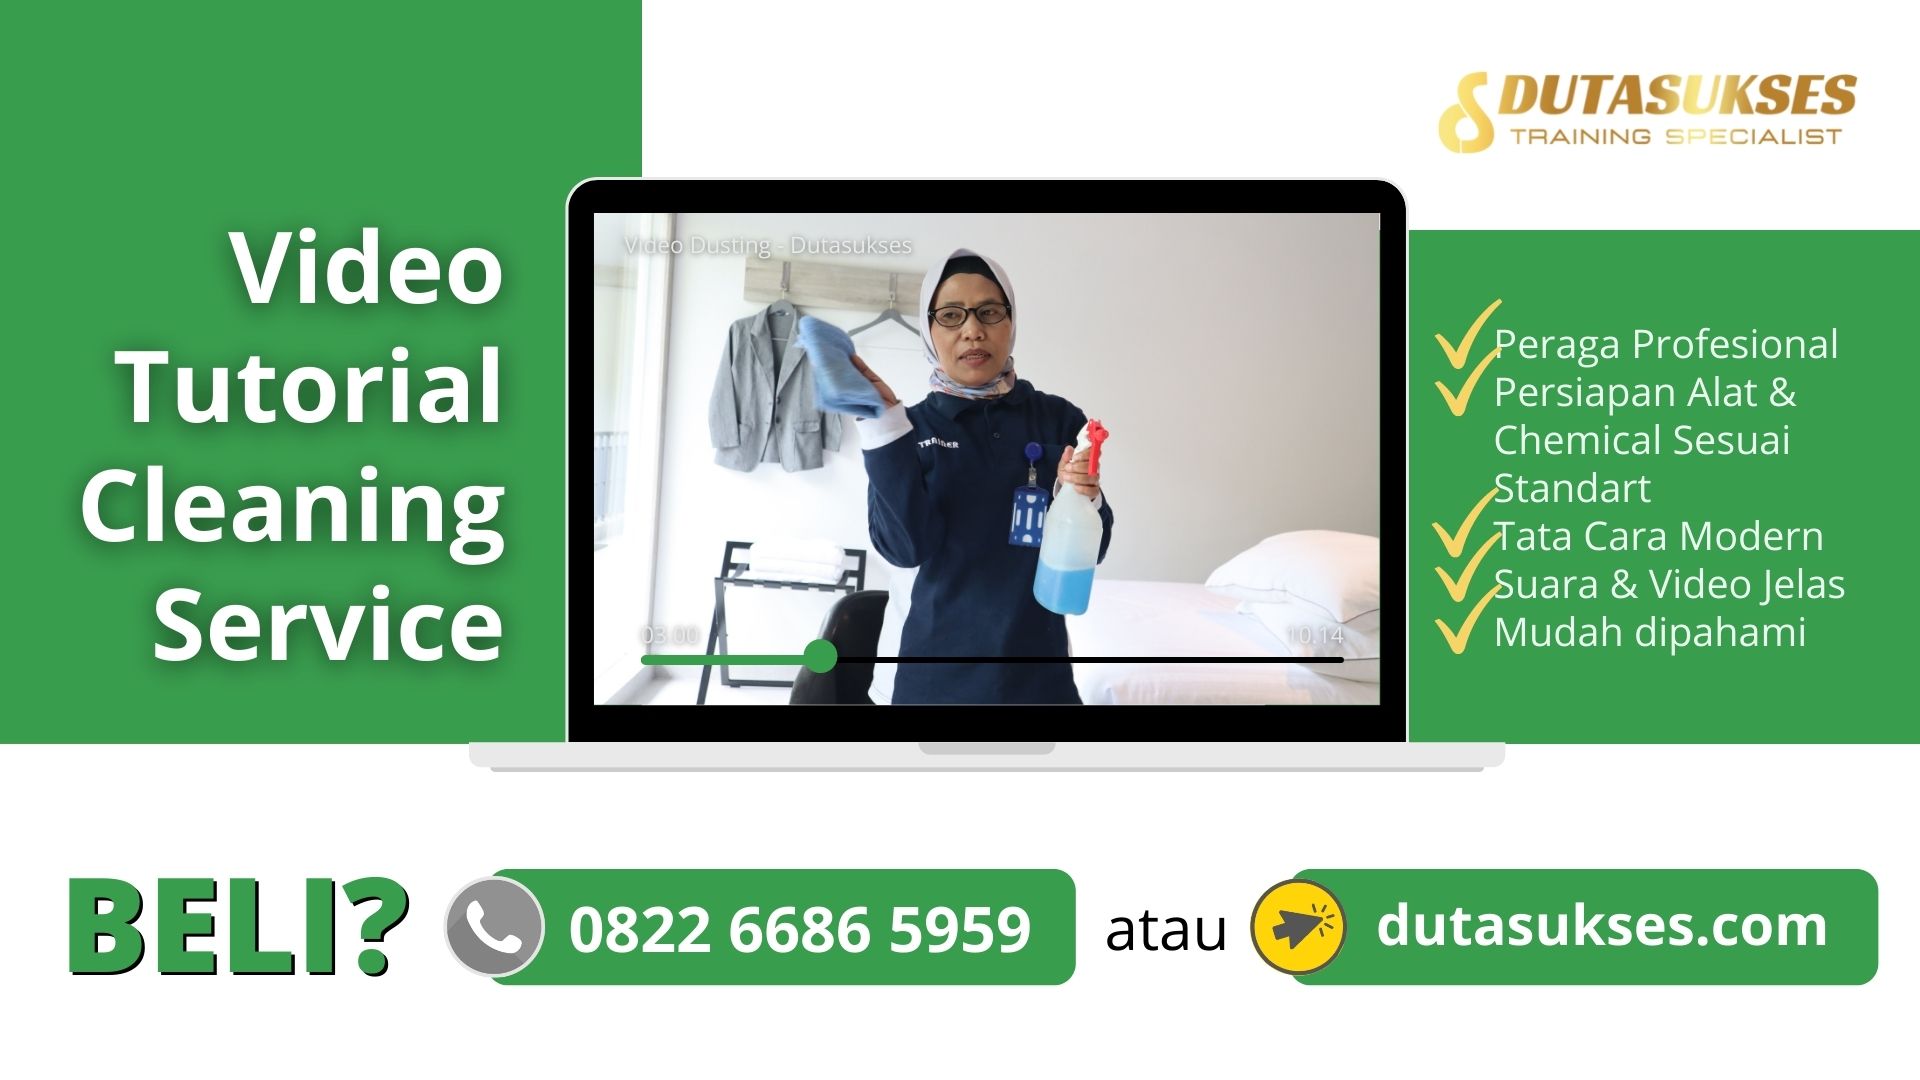 DUTASUKSES
TRAINING SPECIALIST
Video
Tutorial
Cleaning
Service
Video Dusting - Dutasukses
TRAINER
03.00
10.14
Peraga Profesional
Persiapan Alat &
Chemical Sesuai
Standart
Tata Cara Modern
Suara & Video Jelas
Mudah dipahami
BELI?
0822 6686 5959
atau
dutasukses.com